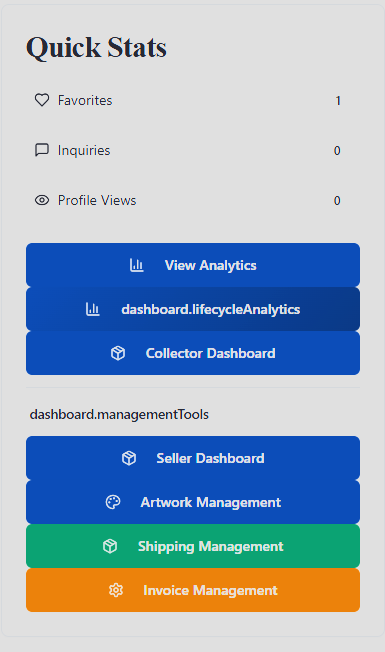 Quick Stats
Favorites 1
Inquiries 0
Profile Views 0
View Analytics
dashboard.lifecycleAnalytics
Collector Dashboard
dashboard.managementTools
Seller Dashboard
Artwork Management
Shipping Management
Invoice Management